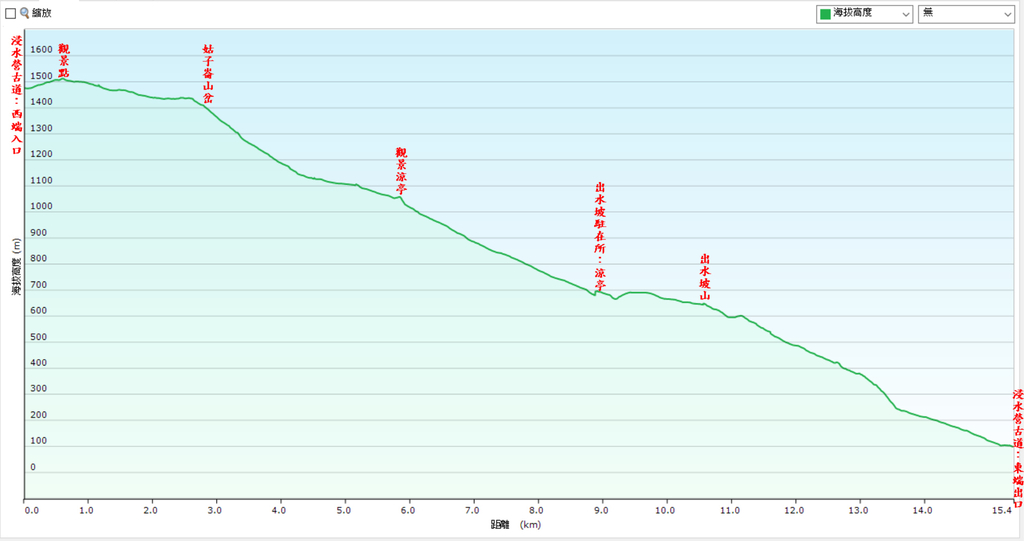 縮放
海拔高度
無
浸水營古道：西端入口
觀景點
姑子崙山岔
觀景涼亭
出水坡駐在所：涼亭
出水坡山
浸水營古道：東端出口
海拔高度 (m)
1600
1500
1400
1300
1200
1100
1000
900
800
700
600
500
400
300
200
100
0
0.0 1.0 2.0 3.0 4.0 5.0 6.0 7.0 8.0 9.0 10.0 11.0 12.0 13.0 14.0 15.4
距離 (km)